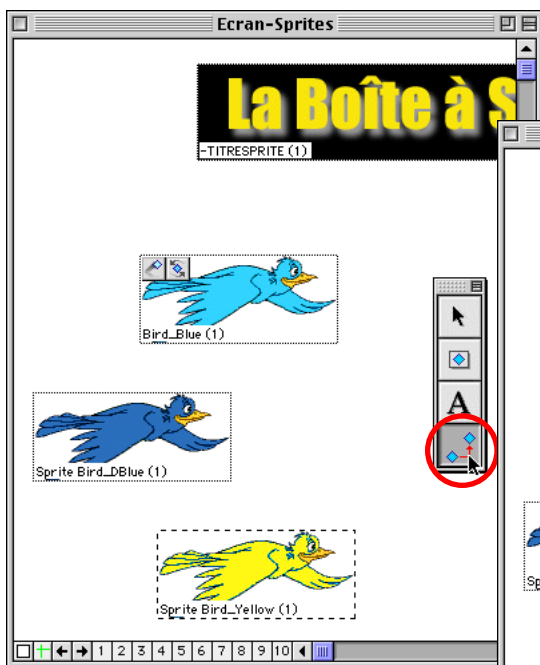 Ecran-Sprites
La Boîte à S
-TITRESPRITE (1)
Bird_Blue (1)
A
Sprite Bird_DBlue (1)
Sp
Sprite Bird_Yellow (1)
1 2 3 4 5 6 7 8 9 10